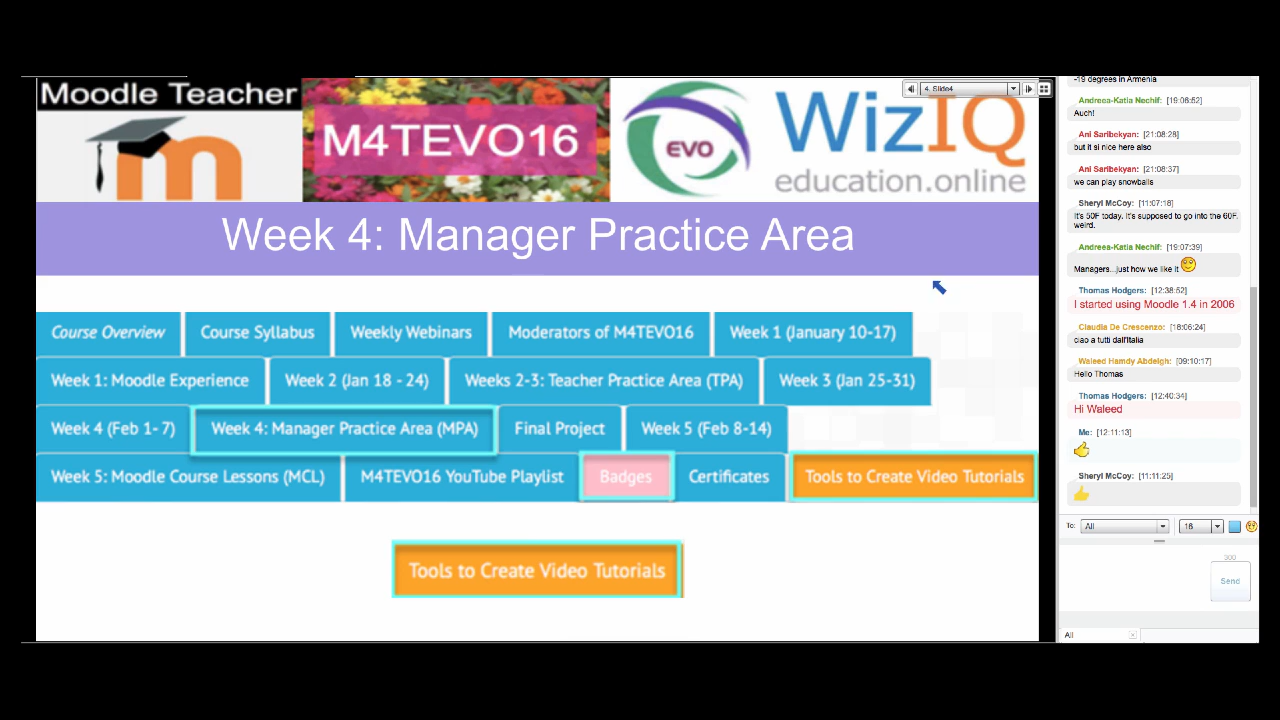 Moodle Teacher
M4TEVO16
EVO
WizIQ
education.online
4. Slide4
Week 4: Manager Practice Area
Course Overview
Course Syllabus
Weekly Webinars
Moderators of M4TEVO16
Week 1 (January 10-17)
Week 1: Moodle Experience
Week 2 (Jan 18 - 24)
Weeks 2-3: Teacher Practice Area (TPA)
Week 3 (Jan 25-31)
Week 4 (Feb 1- 7)
Week 4: Manager Practice Area (MPA)
Final Project
Week 5 (Feb 8-14)
Week 5: Moodle Course Lessons (MCL)
M4TEVO16 YouTube Playlist
Badges
Certificates
Tools to Create Video Tutorials
Tools to Create Video Tutorials
-19 degrees in Armenia
Andreea-Katia Nechif: [19:06:52]
Auch!
Ani Saribekyan: [21:08:28]
but it si nice here also
Ani Saribekyan: [21:08:37]
we can play snowballs
Sheryl McCoy: [11:07:18]
It's 50F today. It's supposed to go into the 60F.
weird.
Andreea-Katia Nechif: [19:07:39]
Managers...just how we like it
Thomas Hodgers: [12:38:52]
I started using Moodle 1.4 in 2006
Claudia De Crescenzo: [18:06:24]
ciao a tutti dall'Italia
Waleed Hamdy Abdelgh: [09:10:17]
Hello Thomas
Thomas Hodgers: [12:40:34]
Hi Waleed
Me: [12:11:13]
Sheryl McCoy: [11:11:25]
To: All 16
300
Send
All